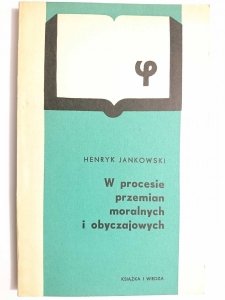 φ
HENRYK JANKOWSKI
W procesie
przemian
moralnych
i obyczajowych
KSIĄŻKA I WIEDZA